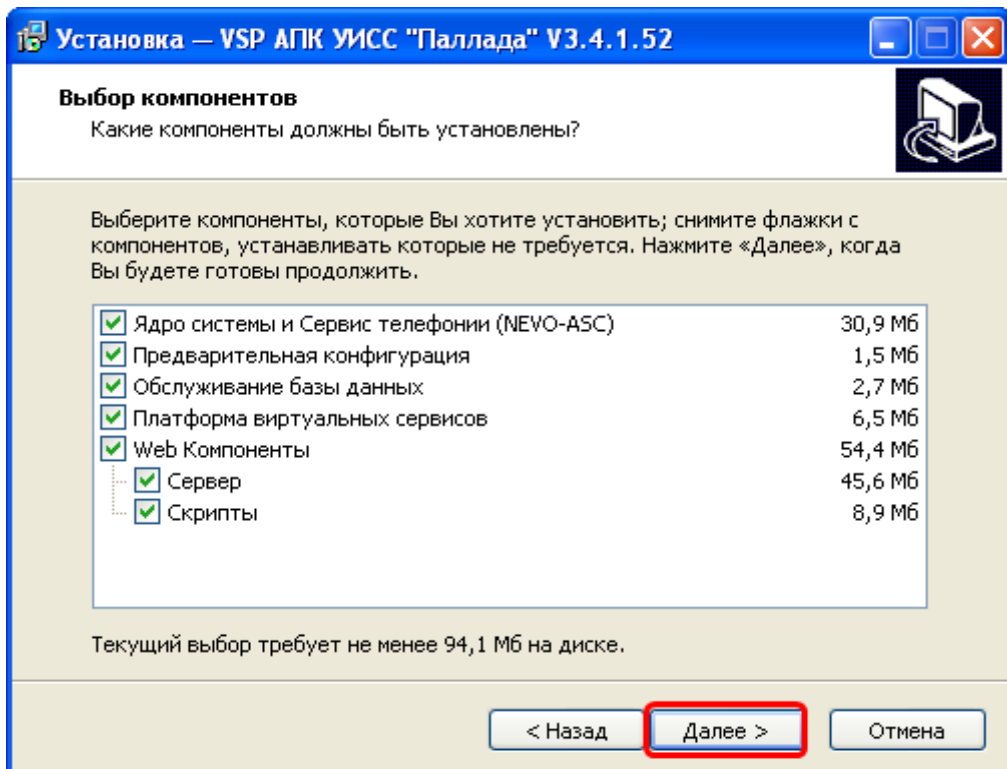 Установка — VSP АПК УИСС "Паллада" V3.4.1.52
Выбор компонентов
Какие компоненты должны быть установлены?
Выберите компоненты, которые Вы хотите установить; снимите флажки с
компонентов, устанавливать которые не требуется. Нажмите «Далее», когда
Вы будете готовы продолжить.
Ядро системы и Сервис телефонии (NEVO-ASC) 30,9 Мб
Предварительная конфигурация 1,5 Мб
Обслуживание базы данных 2,7 Мб
Платформа виртуальных сервисов 6,5 Мб
Web Компоненты 54,4 Мб
Сервер 45,6 Мб
Скрипты 8,9 Мб
Текущий выбор требует не менее 94,1 Мб на диске.
< Назад Далее > Отмена